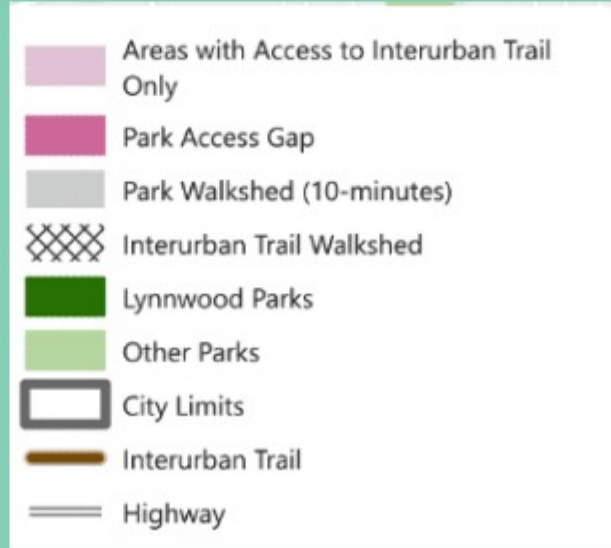 Areas with Access to Interurban Trail
Only
Park Access Gap
Park Walkshed (10-minutes)
Interurban Trail Walkshed
Lynnwood Parks
Other Parks
City Limits
Interurban Trail
Highway